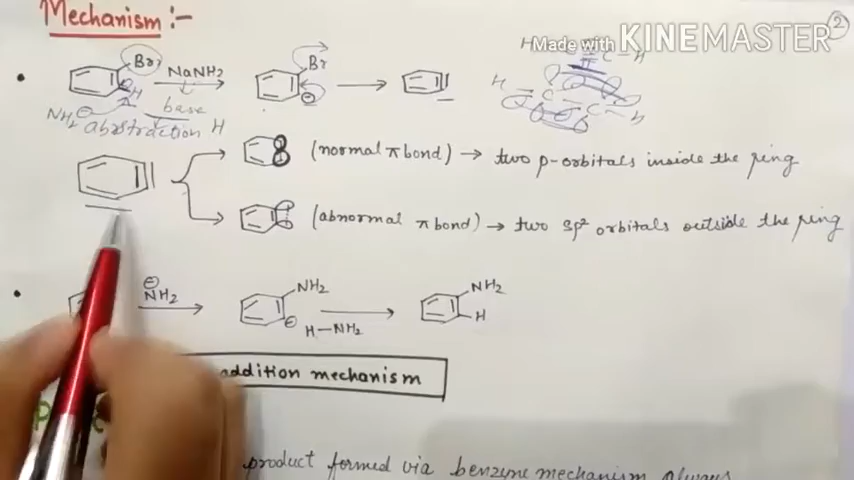 Mechanism :-
2
Made with KINEMASTER
Br
NaNH2
H
NH2 ⊖
base
abstraction H
Br
⊖
H
C-H
H
C
C
H
(normal π bond) → two p-orbitals inside the ring
(abnormal π bond) → two sp² orbitals outside the ring
⊖NH2
NH2
⊖
H-NH2
NH2
H
addition mechanism
product formed via benzyne mechanism always